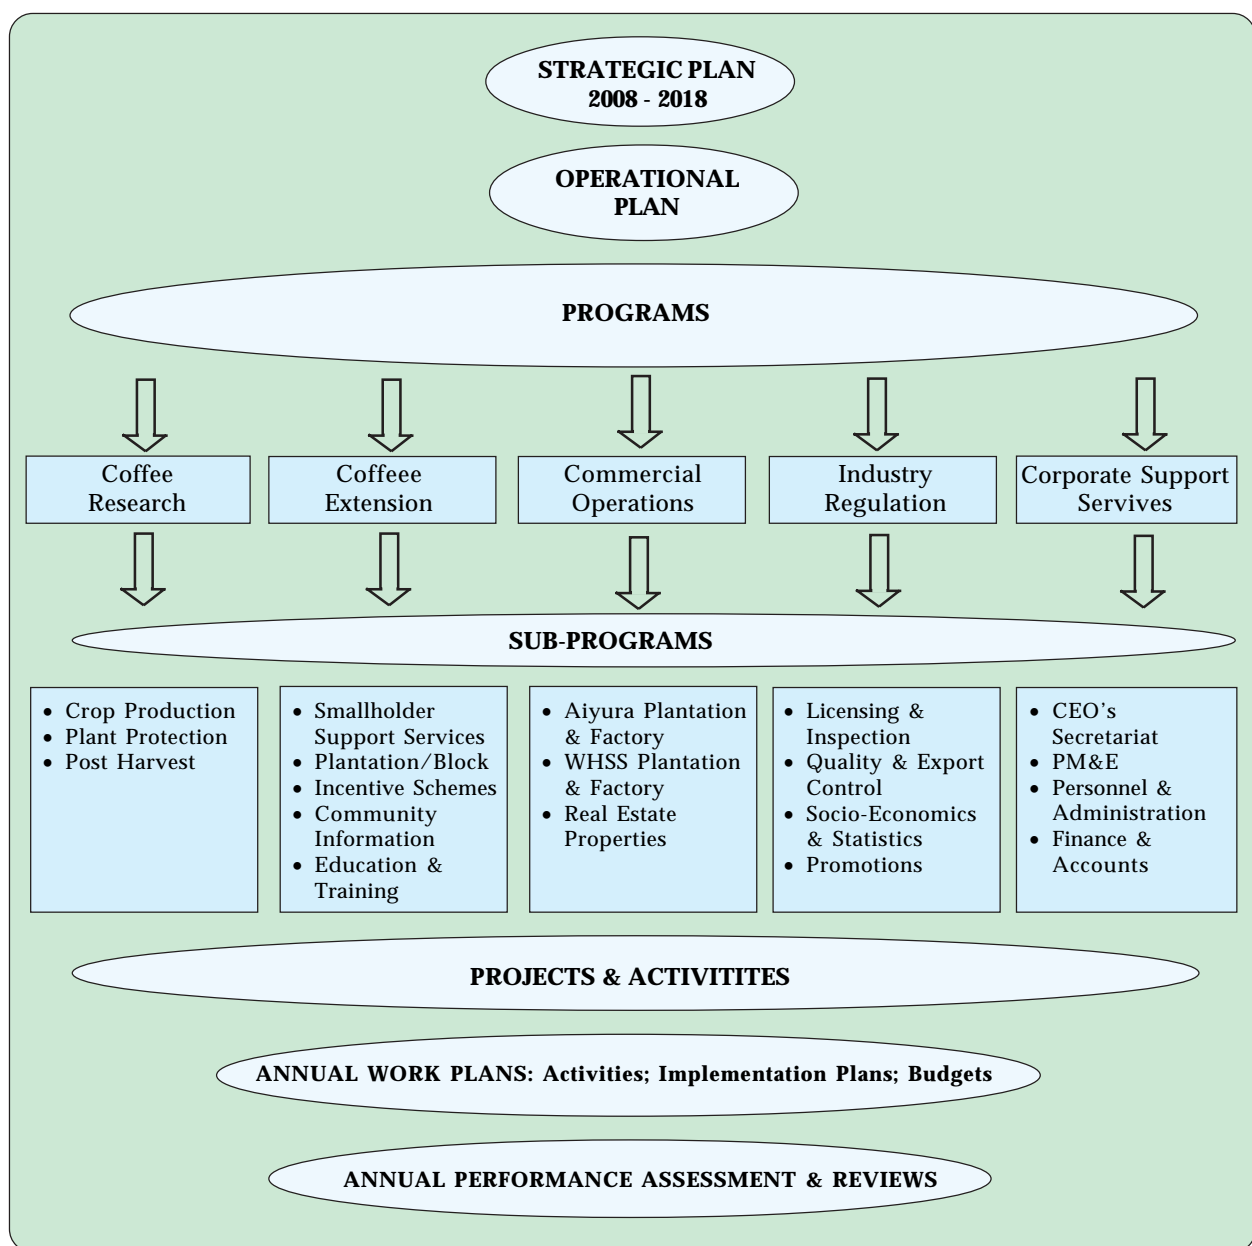 STRATEGIC PLAN
2008 - 2018
OPERATIONAL
PLAN
PROGRAMS
Coffee
Research
Coffeee
Extension
Commercial
Operations
Industry
Regulation
Corporate Support
Servives
SUB-PROGRAMS
• Crop Production
• Plant Protection
• Post Harvest
• Smallholder
Support Services
• Plantation/Block
• Incentive Schemes
• Community
Information
• Education &
Training
• Aiyura Plantation
& Factory
• WHSS Plantation
& Factory
• Real Estate
Properties
• Licensing &
Inspection
• Quality & Export
Control
• Socio-Economics
& Statistics
• Promotions
• CEO's
Secretariat
• PM&E
• Personnel &
Administration
• Finance &
Accounts
PROJECTS & ACTIVITITES
ANNUAL WORK PLANS: Activities; Implementation Plans; Budgets
ANNUAL PERFORMANCE ASSESSMENT & REVIEWS